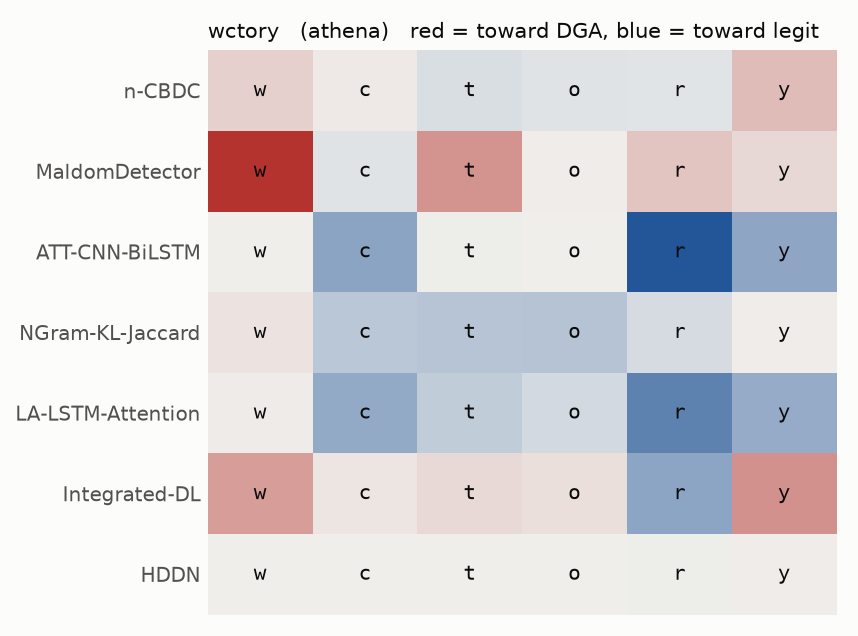 wctory (athena) red = toward DGA, blue = toward legit
n-CBDC w c t o r y
MaldomDetector w c t o r y
ATT-CNN-BiLSTM w c t o r y
NGram-KL-Jaccard w c t o r y
LA-LSTM-Attention w c t o r y
Integrated-DL w c t o r y
HDDN w c t o r y